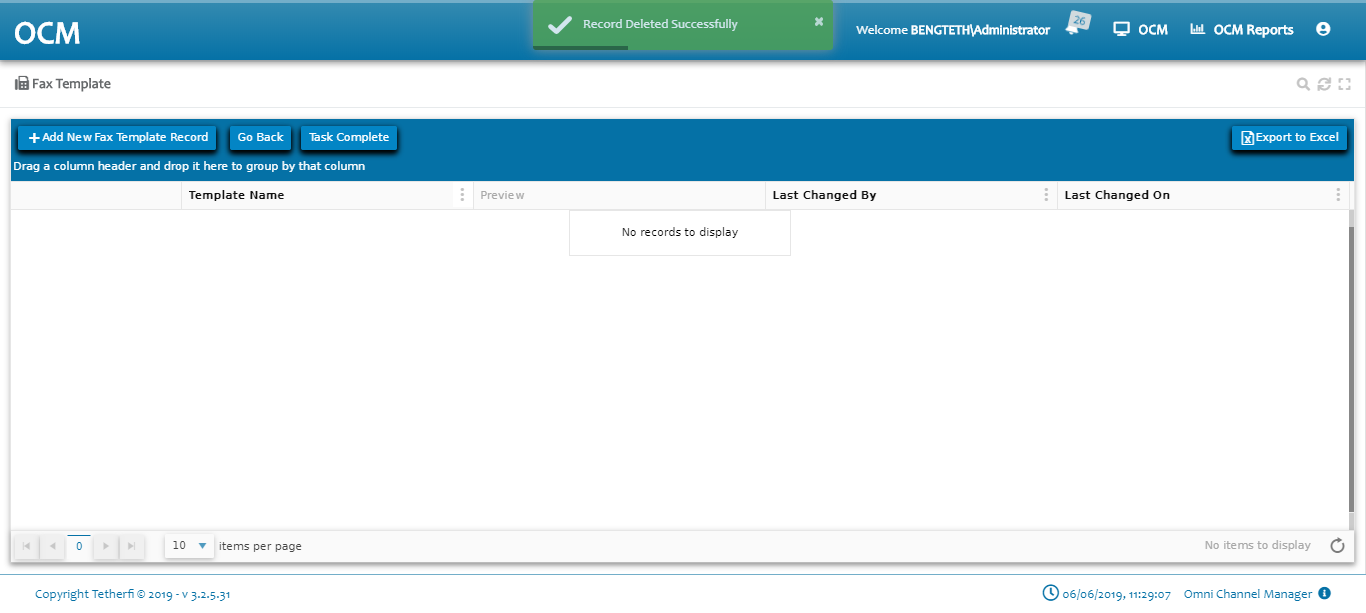 OCM
Record Deleted Successfully
Welcome BENGTETH\Administrator
26
OCM
OCM Reports
Fax Template
Add New Fax Template Record
Go Back
Task Complete
Export to Excel
Drag a column header and drop it here to group by that column
Template Name
Preview
Last Changed By
Last Changed On
No records to display
0
10
items per page
No items to display
Copyright Tetherfi © 2019 - v 3.2.5.31
06/06/2019, 11:29:07
Omni Channel Manager